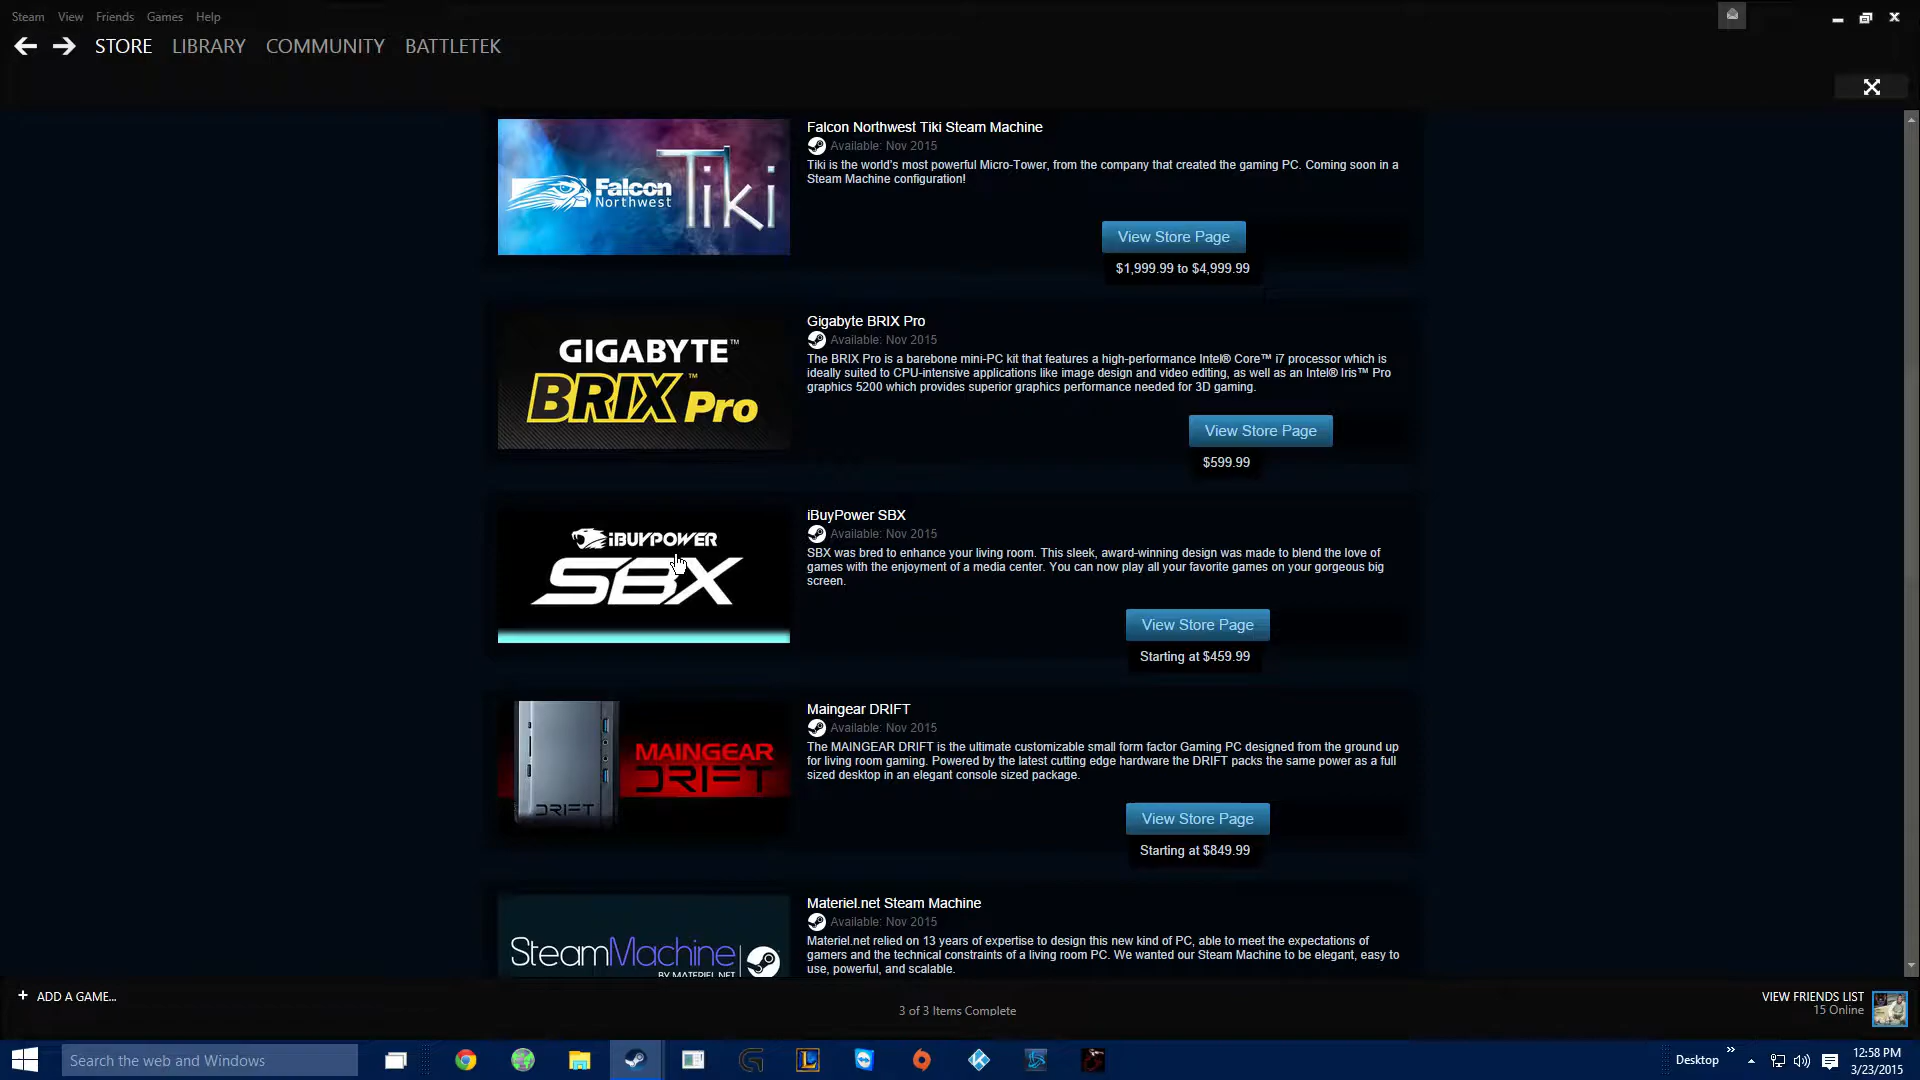 Steam View Friends Games Help
STORE LIBRARY COMMUNITY BATTLETEK
Falcon Northwest Tiki
Falcon Northwest Tiki Steam Machine
Available: Nov 2015
Tiki is the world's most powerful Micro-Tower, from the company that created the gaming PC. Coming soon in a
Steam Machine configuration!
View Store Page
$1,999.99 to $4,999.99
GIGABYTE™
BRIX™ Pro
Gigabyte BRIX Pro
Available: Nov 2015
The BRIX Pro is a barebone mini-PC kit that features a high-performance Intel® Core™ i7 processor which is
ideally suited to CPU-intensive applications like image design and video editing, as well as an Intel® Iris™ Pro
graphics 5200 which provides superior graphics performance needed for 3D gaming.
View Store Page
$599.99
iBUYPOWER
SBX
iBuyPower SBX
Available: Nov 2015
SBX was bred to enhance your living room. This sleek, award-winning design was made to blend the love of
games with the enjoyment of a media center. You can now play all your favorite games on your gorgeous big
screen.
View Store Page
Starting at $459.99
DRIFT
MAINGEAR
DRIFT
Maingear DRIFT
Available: Nov 2015
The MAINGEAR DRIFT is the ultimate customizable small form factor Gaming PC designed from the ground up
for living room gaming. Powered by the latest cutting edge hardware the DRIFT packs the same power as a full
sized desktop in an elegant console sized package.
View Store Page
Starting at $849.99
SteamMachine
BY MATERIEL.NET
Materiel.net Steam Machine
Available: Nov 2015
Materiel.net relied on 13 years of expertise to design this new kind of PC, able to meet the expectations of
gamers and the technical constraints of a living room PC. We wanted our Steam Machine to be elegant, easy to
use, powerful, and scalable.
+ ADD A GAME...
3 of 3 Items Complete
VIEW FRIENDS LIST
15 Online
Search the web and Windows
Desktop
12:58 PM
3/23/2015